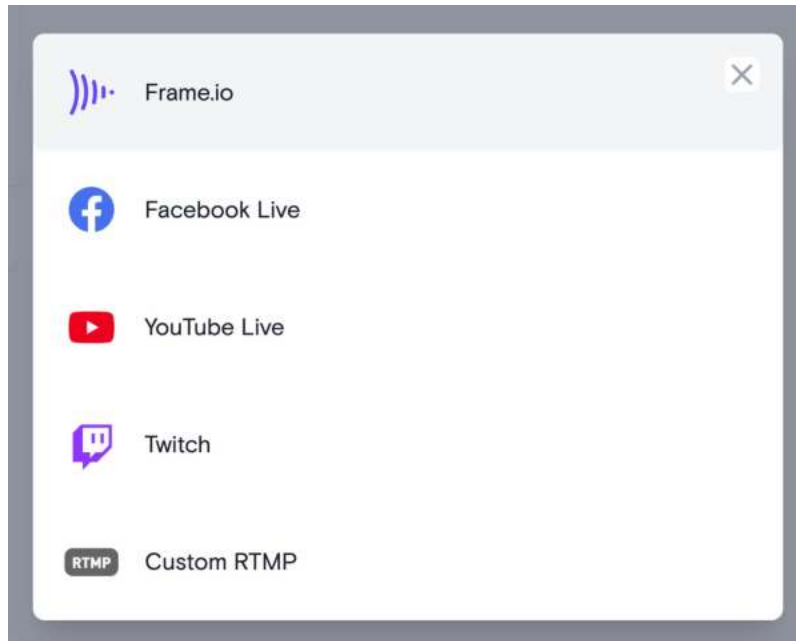 Frame.io
Facebook Live
YouTube Live
Twitch
RTMP Custom RTMP